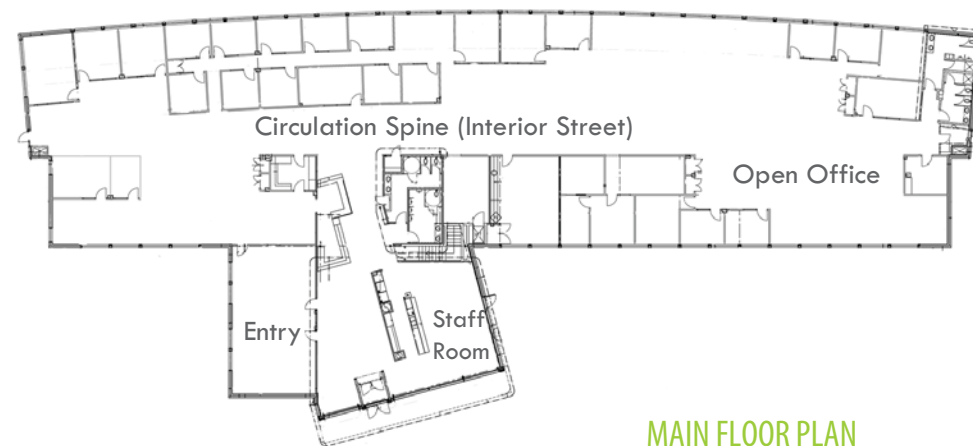 Circulation Spine (Interior Street)
Open Office
Entry
Staff
Room
MAIN FLOOR PLAN